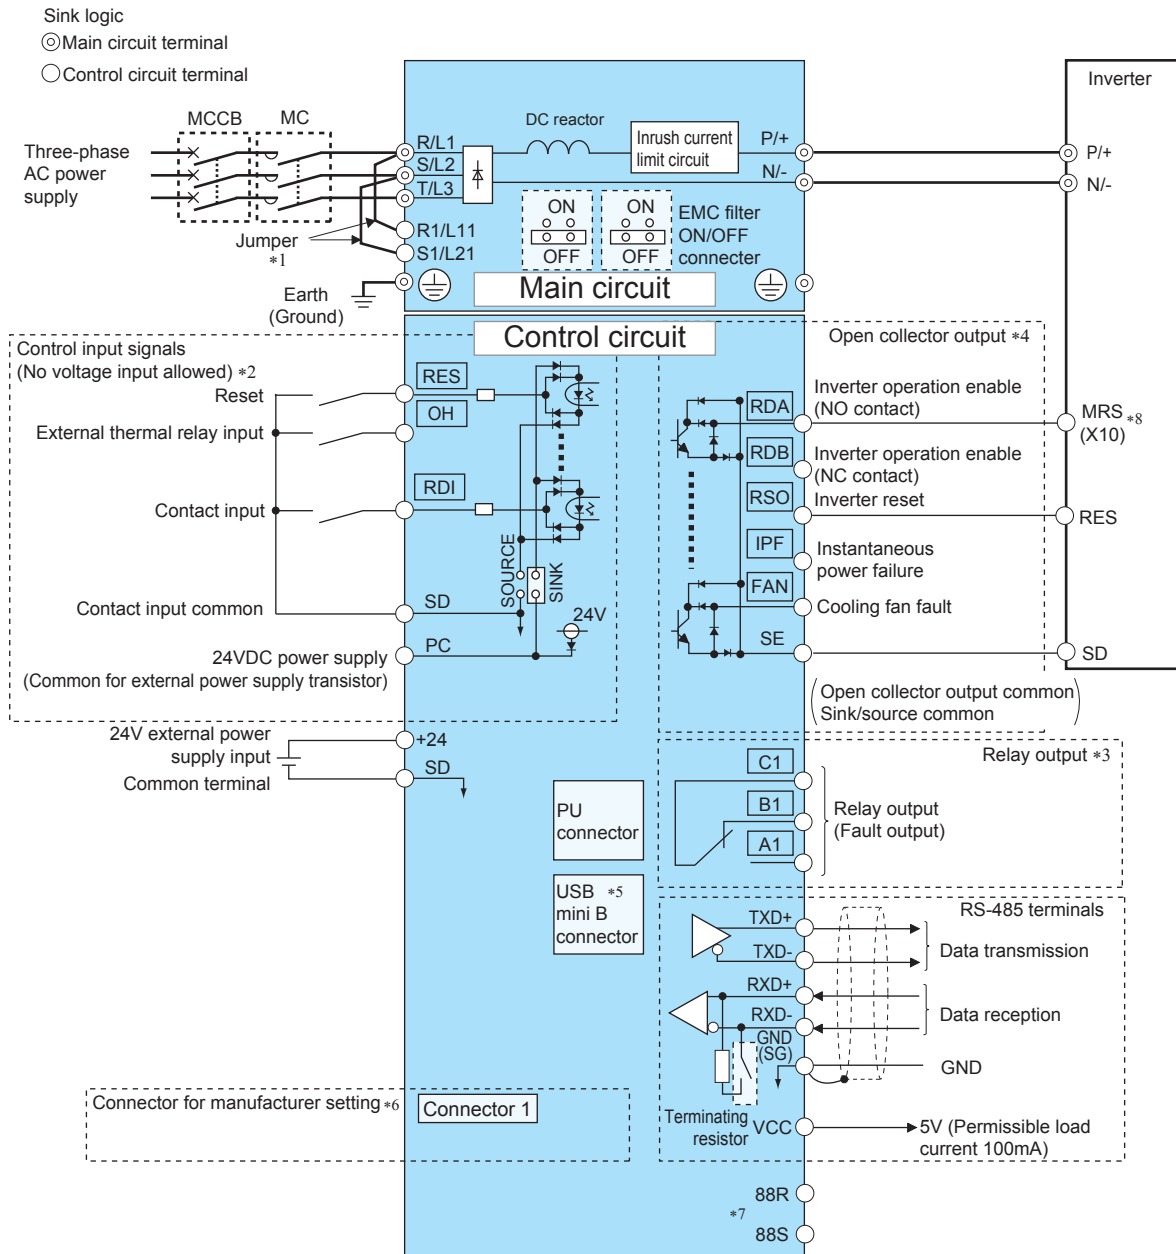 Sink logic
Main circuit terminal
Control circuit terminal
MCCB
MC
Three-phase
AC power
supply
Jumper
*1
Earth
(Ground)
R/L1
S/L2
T/L3
R1/L11
S1/L21
DC reactor
Inrush current
limit circuit
P/+
N/-
ON
OFF
ON
OFF
EMC filter
ON/OFF
connecter
Main circuit
Inverter
P/+
N/-
Control circuit
Control input signals
(No voltage input allowed) *2
Reset
External thermal relay input
Contact input
Contact input common
24VDC power supply
(Common for external power supply transistor)
RES
OH
RDI
SD
PC
SOURCE
SINK
24V
24V external power
supply input
Common terminal
+24
SD
Open collector output *4
RDA
RDB
RSO
IPF
FAN
SE
Inverter operation enable
(NO contact)
Inverter operation enable
(NC contact)
Inverter reset
Instantaneous
power failure
Cooling fan fault
Open collector output common
Sink/source common
MRS *8
(X10)
RES
SD
PU
connector
USB *5
mini B
connector
Relay output *3
C1
B1
A1
Relay output
(Fault output)
RS-485 terminals
TXD+
TXD-
RXD+
RXD-
GND
(SG)
Data transmission
Data reception
GND
Terminating
resistor
VCC
5V (Permissible load
current 100mA)
Connector for manufacturer setting *6
Connector 1
88R
*7
88S